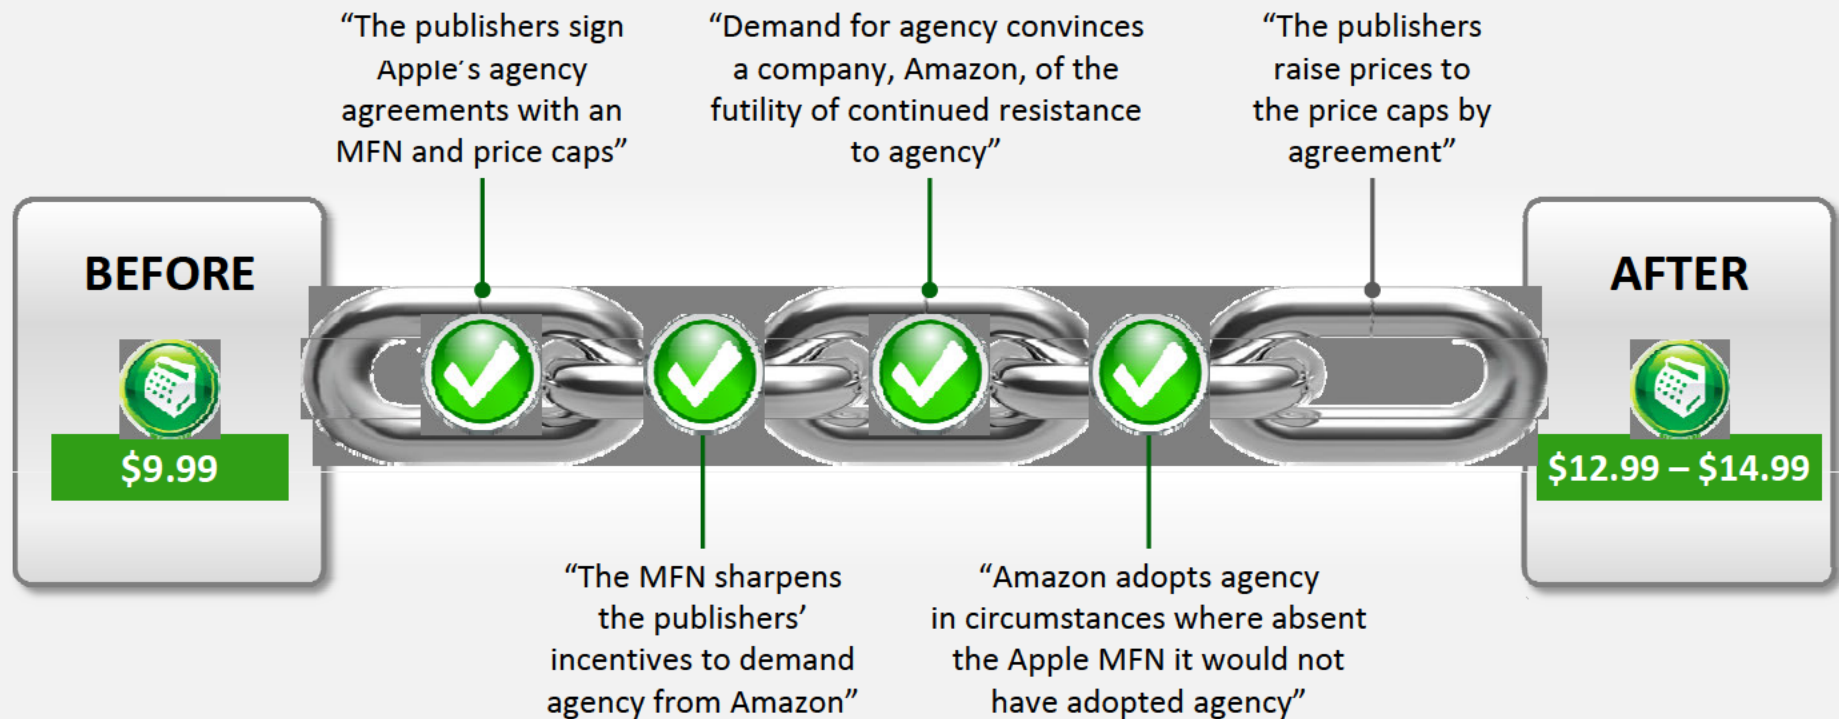 “The publishers sign
Apple’s agency
agreements with an
MFN and price caps”
“Demand for agency convinces
a company, Amazon, of the
futility of continued resistance
to agency”
“The publishers
raise prices to
the price caps by
agreement”
BEFORE
$9.99
AFTER
$12.99 – $14.99
“The MFN sharpens
the publishers’
incentives to demand
agency from Amazon”
“Amazon adopts agency
in circumstances where absent
the Apple MFN it would not
have adopted agency”